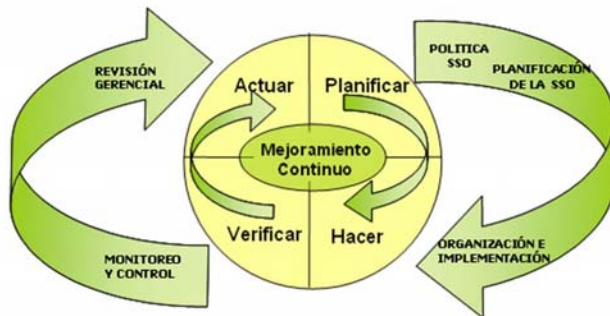 REVISIÓN
GERENCIAL
Actuar
Planificar
POLITICA
SSO
PLANIFICACIÓN
DE LA SSO
Mejoramiento
Continuo
Verificar
Hacer
MONITOREO
Y CONTROL
ORGANIZACIÓN E
IMPLEMENTACIÓN